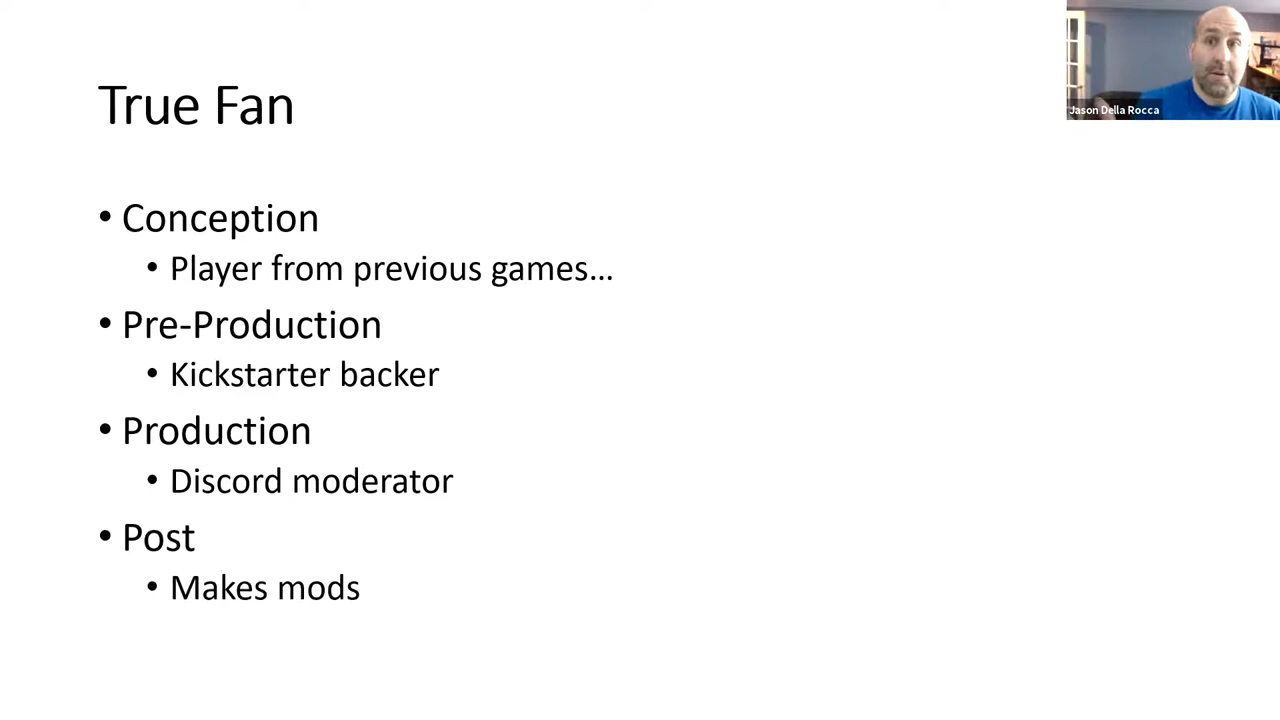 True Fan
• Conception
• Player from previous games…
• Pre-Production
• Kickstarter backer
• Production
• Discord moderator
• Post
• Makes mods
Jason Della Rocca